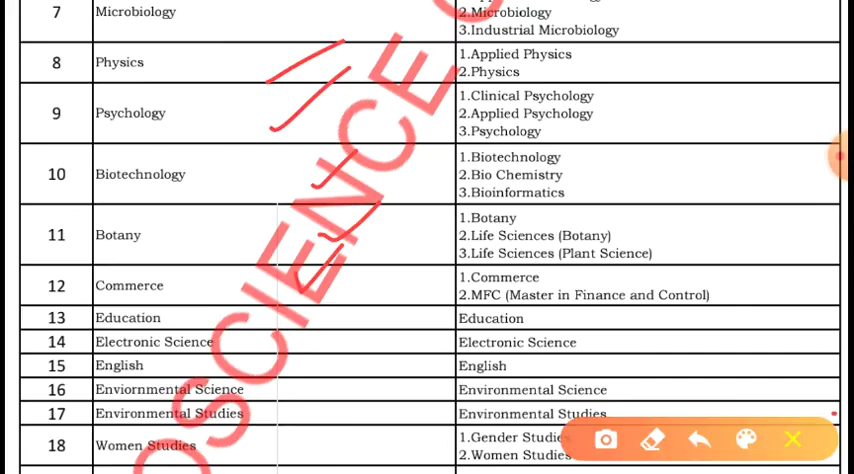 7 Microbiology 2.Microbiology
3.Industrial Microbiology
8 Physics 1.Applied Physics
2.Physics
9 Psychology 1.Clinical Psychology
2.Applied Psychology
3.Psychology
10 Biotechnology 1.Biotechnology
2.Bio Chemistry
3.Bioinformatics
11 Botany 1.Botany
2.Life Sciences (Botany)
3.Life Sciences (Plant Science)
12 Commerce 1.Commerce
2.MFC (Master in Finance and Control)
13 Education Education
14 Electronic Science Electronic Science
15 English English
16 Enviornmental Science Environmental Science
17 Environmental Studies Environmental Studies
18 Women Studies 1.Gender Studies
2.Women Studies
OSCIENCE